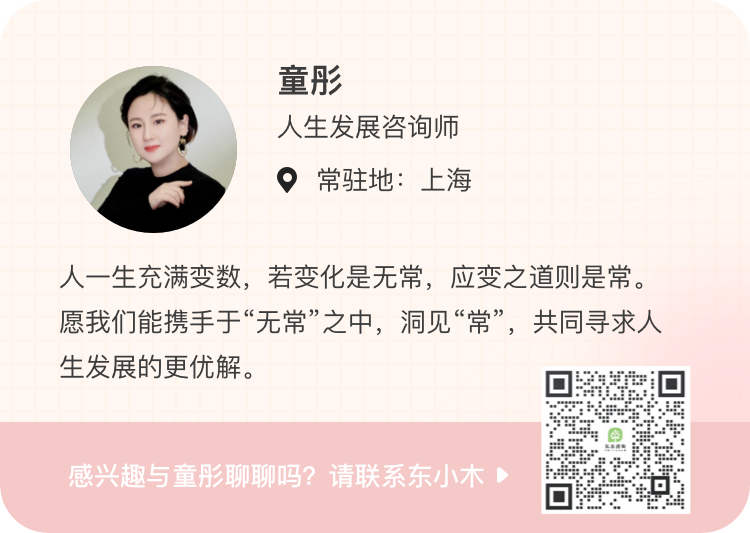 童彤
人生发展咨询师
常驻地：上海
人一生充满变数，若变化是无常，应变之道则是常。
愿我们能携手于“无常”之中，洞见“常”，共同寻求人
生发展的更优解。
感兴趣与童彤聊聊吗？请联系东小木